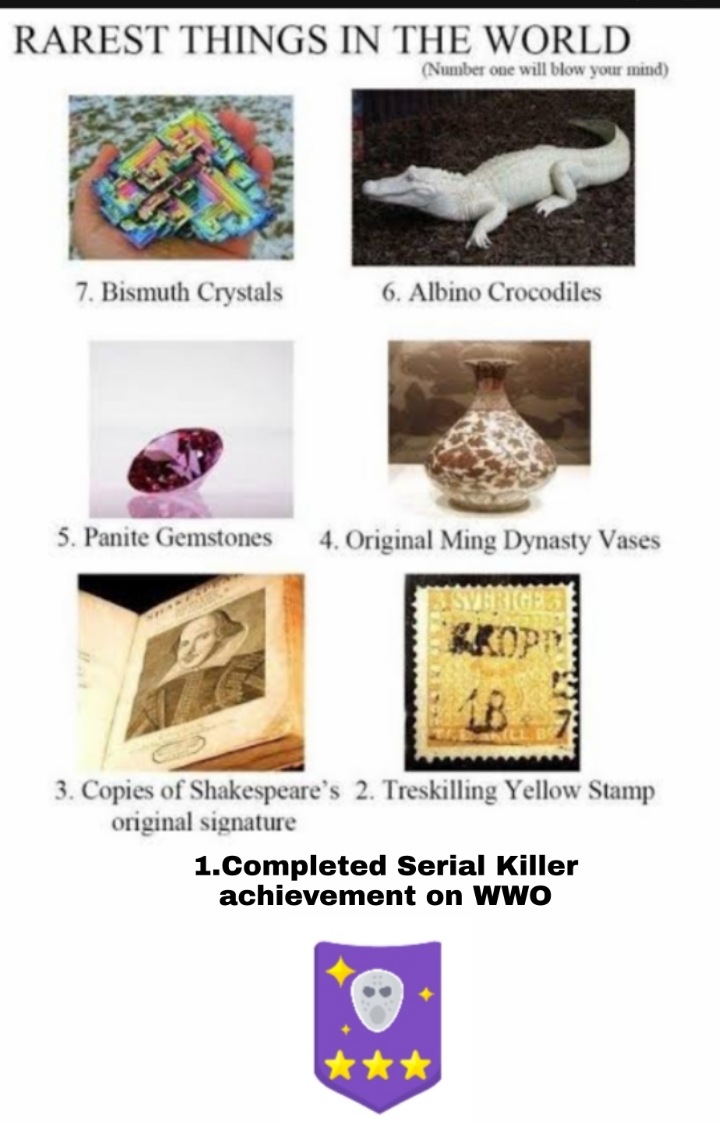 RAREST THINGS IN THE WORLD
(Number one will blow your mind)
7. Bismuth Crystals
6. Albino Crocodiles
5. Panite Gemstones
4. Original Ming Dynasty Vases
SVERIGE
3. Copies of Shakespeare's
original signature
2. Treskilling Yellow Stamp
1.Completed Serial Killer
achievement on WWO